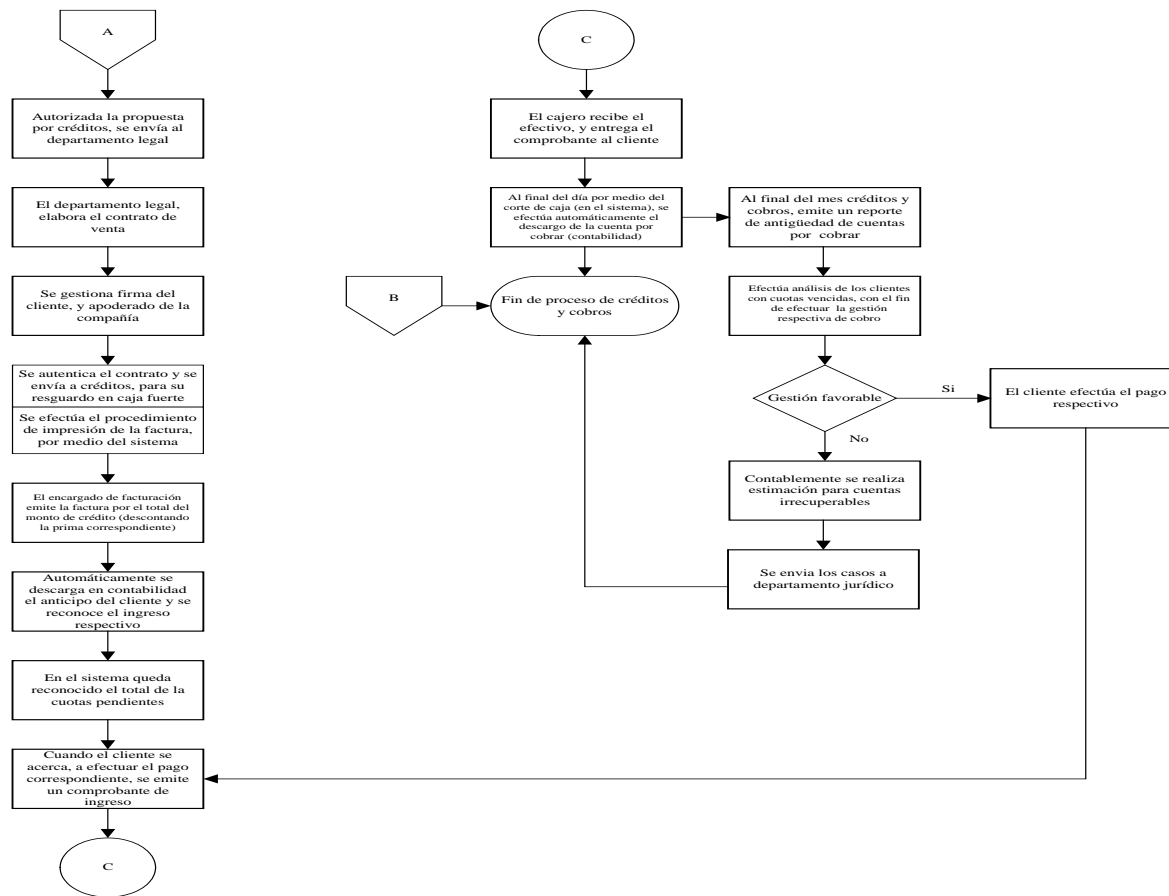 A
Autorizada la propuesta
por créditos, se envía al
departamento legal
El departamento legal,
elabora el contrato de
venta
Se gestiona firma del
cliente, y apoderado de la
compañía
Se autentica el contrato y se
envía a créditos, para su
resguardo en caja fuerte
Se efectúa el procedimiento
de impresión de la factura,
por medio del sistema
El encargado de facturación
emite la factura por el total del
monto de crédito (descontando
la prima correspondiente)
Automáticamente se
descarga en contabilidad
el anticipo del cliente y se
reconoce el ingreso
respectivo
En el sistema queda
reconocido el total de la
cuotas pendientes
Cuando el cliente se
acerca, a efectuar el pago
correspondiente, se emite
un comprobante de
ingreso
C
C
El cajero recibe el
efectivo, y entrega el
comprobante al cliente
Al final del día por medio del
corte de caja (en el sistema), se
efectúa automáticamente el
descargo de la cuenta por
cobrar (contabilidad)
B
Fin de proceso de créditos
y cobros
Al final del mes créditos y
cobros, emite un reporte
de antigüedad de cuentas
por cobrar
Efectúa análisis de los clientes
con cuotas vencidas, con el fin
de efectuar la gestión
respectiva de cobro
Gestión favorable
Si
El cliente efectúa el pago
respectivo
No
Contablemente se realiza
estimación para cuentas
irrecuperables
Se envia los casos a
departamento jurídico